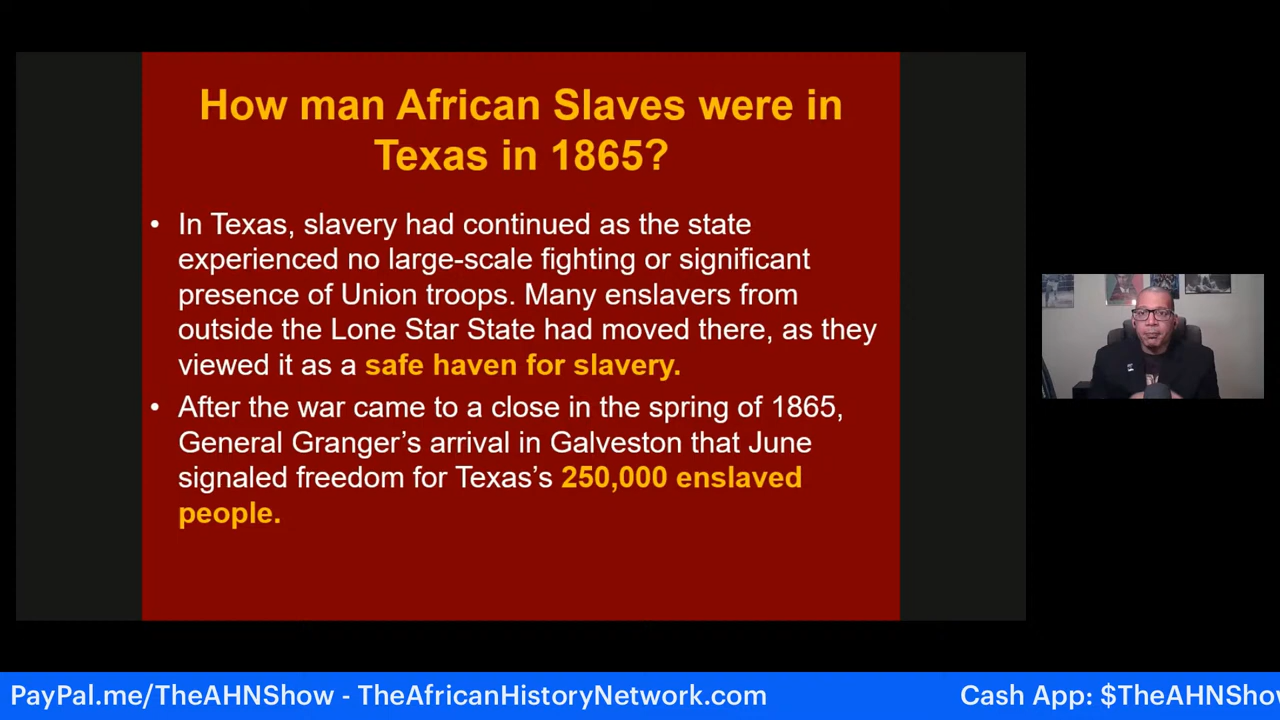 How man African Slaves were in
Texas in 1865?
• In Texas, slavery had continued as the state
experienced no large-scale fighting or significant
presence of Union troops. Many enslavers from
outside the Lone Star State had moved there, as they
viewed it as a safe haven for slavery.
• After the war came to a close in the spring of 1865,
General Granger’s arrival in Galveston that June
signaled freedom for Texas’s 250,000 enslaved
people.
PayPal.me/TheAHNShow - TheAfricanHistoryNetwork.com
Cash App: $TheAHNSho